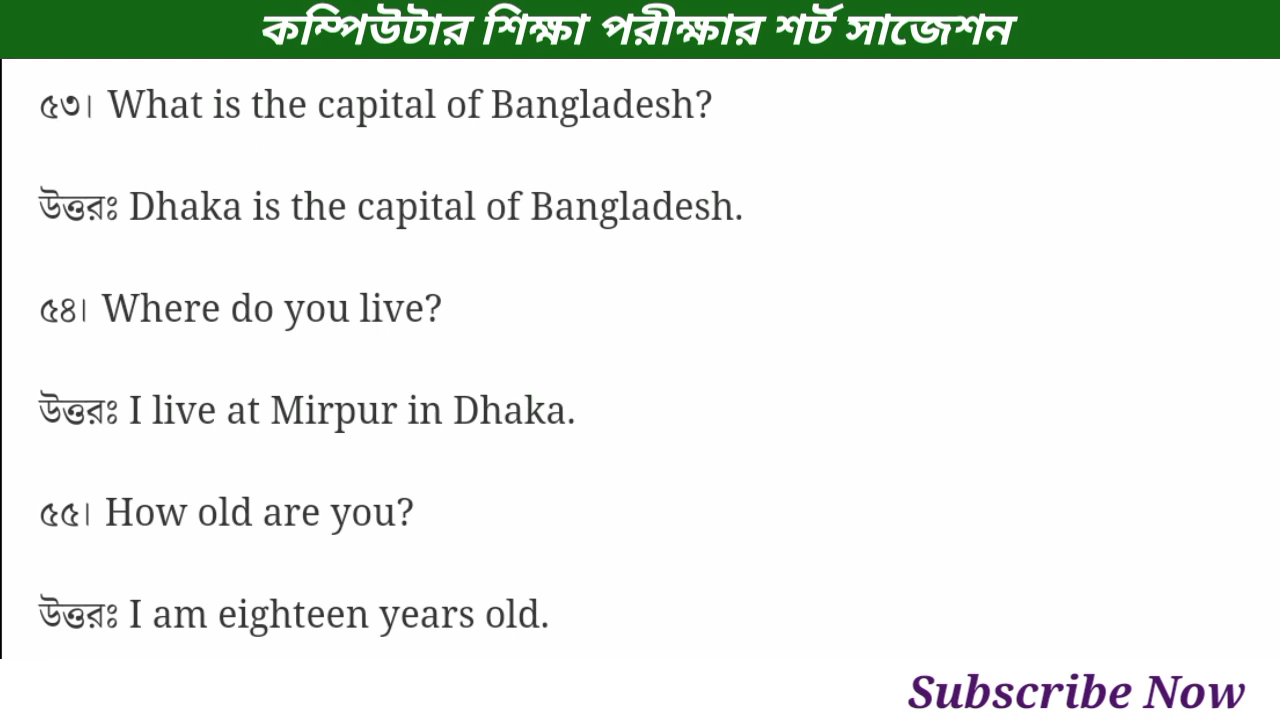 কম্পিউটার শিক্ষা পরীক্ষার শর্ট সাজেশন
৫৩। What is the capital of Bangladesh?
উত্তরঃ Dhaka is the capital of Bangladesh.
৫৪। Where do you live?
উত্তরঃ I live at Mirpur in Dhaka.
৫৫। How old are you?
উত্তরঃ I am eighteen years old.
Subscribe Now